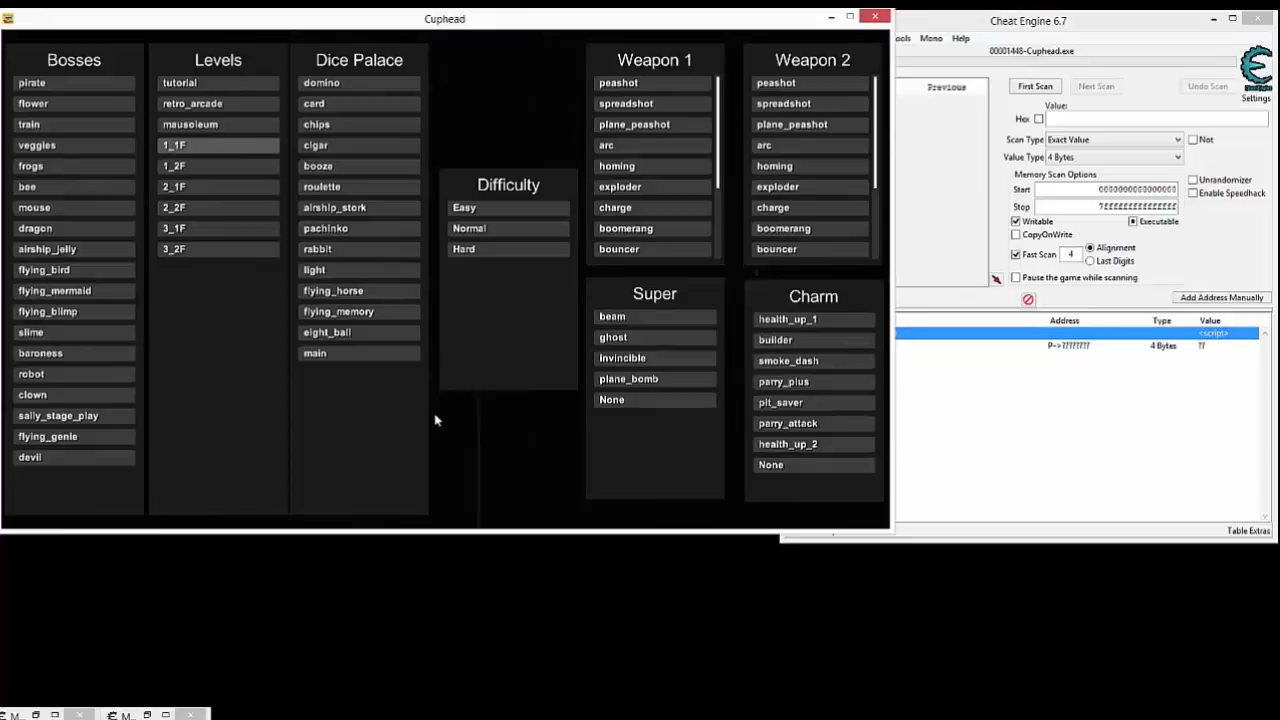 Cuphead
Bosses
pirate
flower
train
veggies
frogs
bee
mouse
dragon
airship_jelly
flying_bird
flying_mermaid
flying_blimp
slime
baroness
robot
clown
sally_stage_play
flying_genie
devil
Levels
tutorial
retro_arcade
mausoleum
1_1F
1_2F
2_1F
2_2F
3_1F
3_2F
Dice Palace
domino
card
chips
cigar
booze
roulette
airship_stork
pachinko
rabbit
light
flying_horse
flying_memory
eight_ball
main
Difficulty
Easy
Normal
Hard
Weapon 1
peashot
spreadshot
plane_peashot
arc
homing
exploder
charge
boomerang
bouncer
Weapon 2
peashot
spreadshot
plane_peashot
arc
homing
exploder
charge
boomerang
bouncer
Super
beam
ghost
invincible
plane_bomb
None
Charm
health_up_1
builder
smoke_dash
parry_plus
pit_saver
parry_attack
health_up_2
None
Cheat Engine 6.7
ools Mono Help
00001448-Cuphead.exe
Previous
First Scan Next Scan Undo Scan
Settings
Value:
Hex
Scan Type Exact Value Not
Value Type 4 Bytes
Memory Scan Options
Start 0000000000000000
Stop 7fffffffffffffff
Unrandomizer
Enable Speedhack
Writable Executable
CopyOnWrite
Fast Scan 4 Alignment
Last Digits
Pause the game while scanning
Add Address Manually
Address Type Value
<script>
P->???????? 4 Bytes ??
Table Extras
M... M...